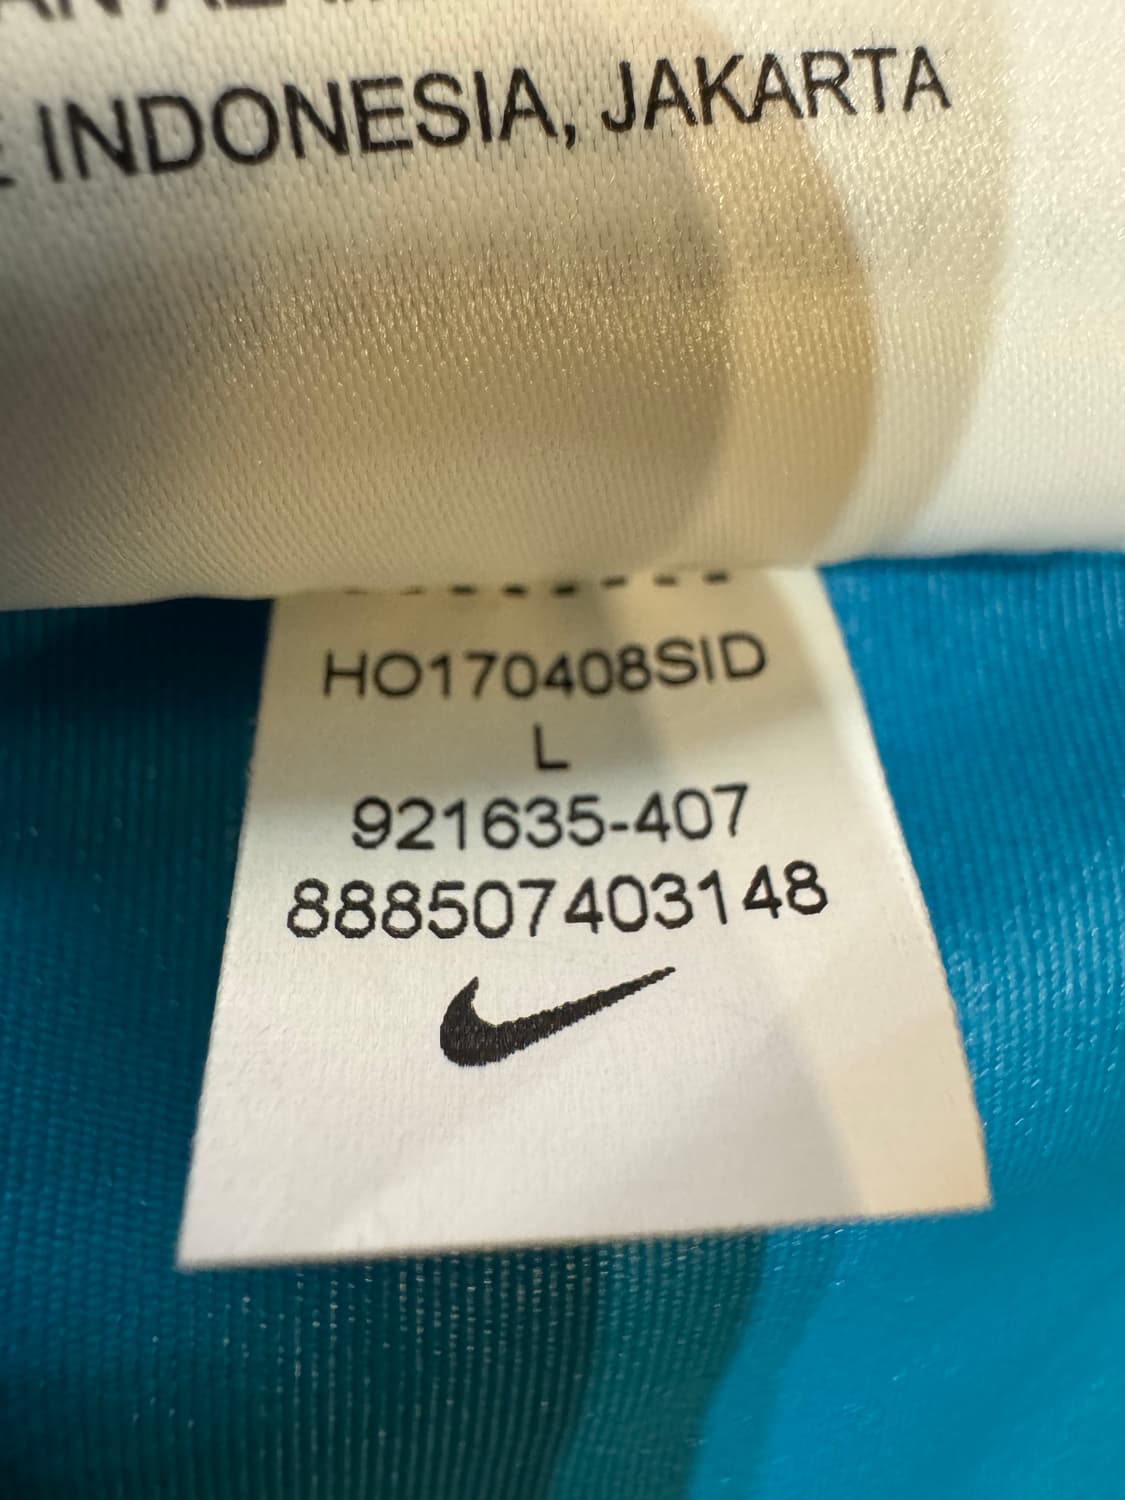 INDONESIA, JAKARTA
HO170408SID
L
921635-407
888507403148